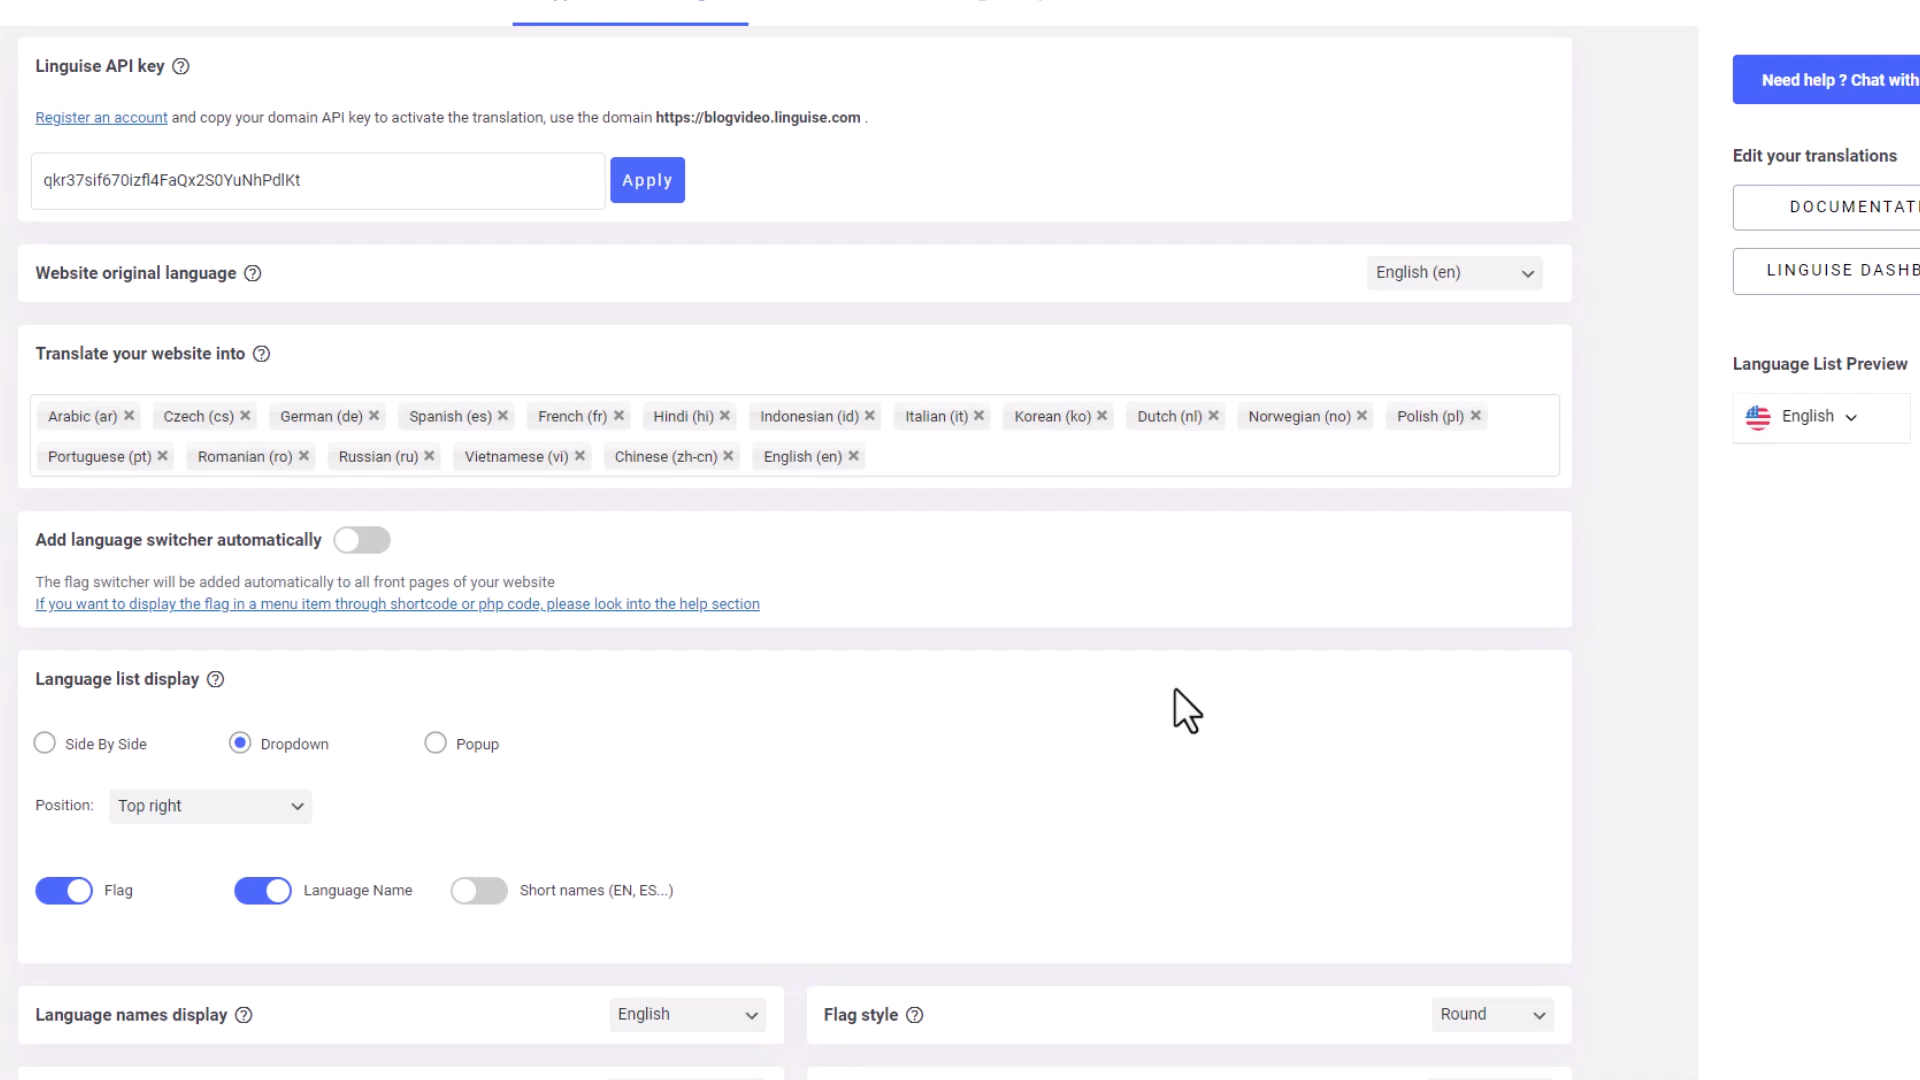 Linguise API key
Register an account and copy your domain API key to activate the translation, use the domain https://blogvideo.linguise.com .
qkr37sif670izfl4FaQx2S0YuNhPdlKt
Apply
Website original language
English (en)
Translate your website into
Arabic (ar) Czech (cs) German (de) Spanish (es) French (fr) Hindi (hi) Indonesian (id) Italian (it) Korean (ko) Dutch (nl) Norwegian (no) Polish (pl)
Portuguese (pt) Romanian (ro) Russian (ru) Vietnamese (vi) Chinese (zh-cn) English (en)
Add language switcher automatically
The flag switcher will be added automatically to all front pages of your website
If you want to display the flag in a menu item through shortcode or php code, please look into the help section
Language list display
Side By Side Dropdown Popup
Position: Top right
Flag Language Name Short names (EN, ES...)
Language names display English
Flag style Round
Need help ? Chat with
Edit your translations
DOCUMENTATI
LINGUISE DASHB
Language List Preview
English